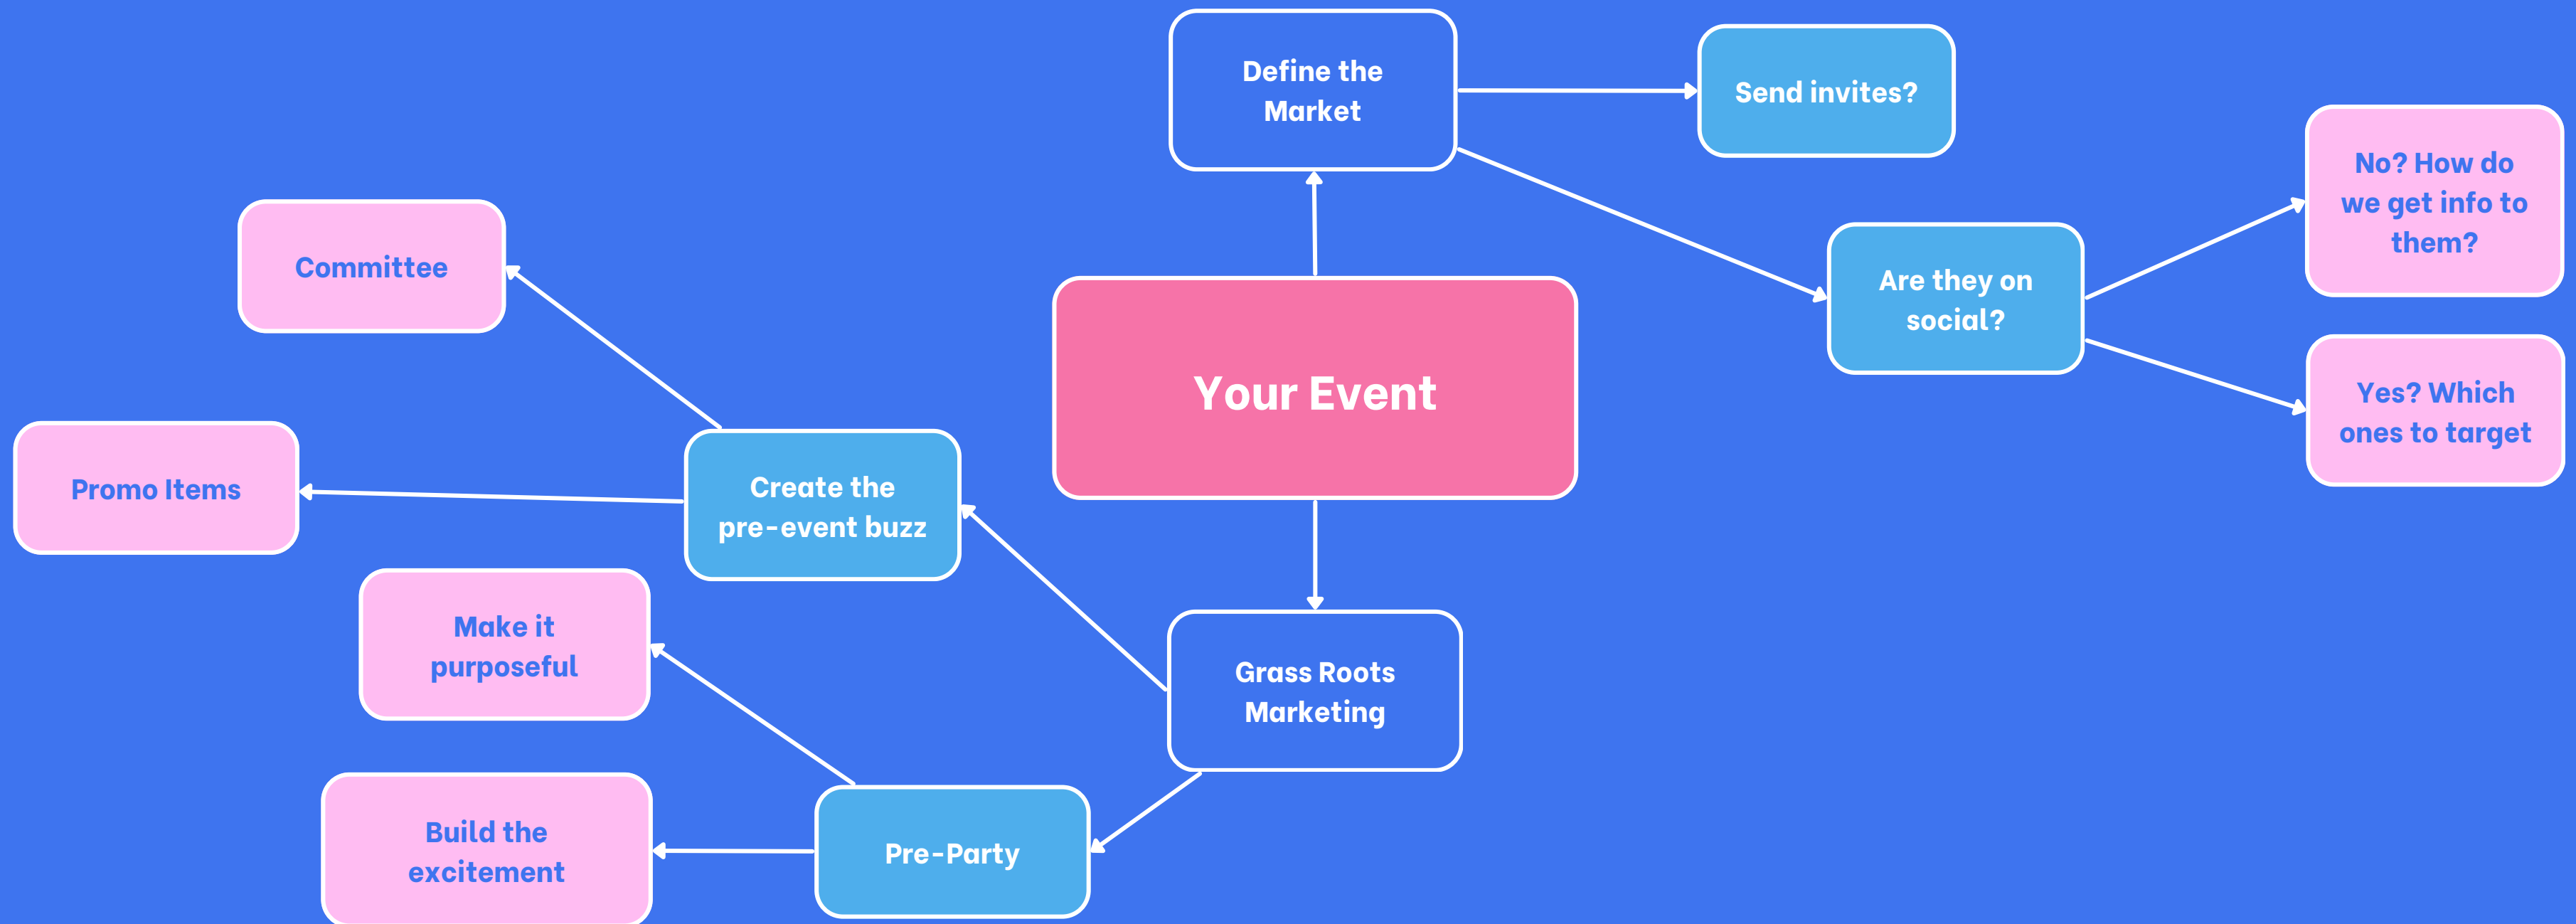 Define the
Market
Send invites?
No? How do
we get info to
them?
Committee
Are they on
social?
Your Event
Yes? Which
ones to target
Promo Items
Create the
pre-event buzz
Make it
purposeful
Grass Roots
Marketing
Build the
excitement
Pre-Party